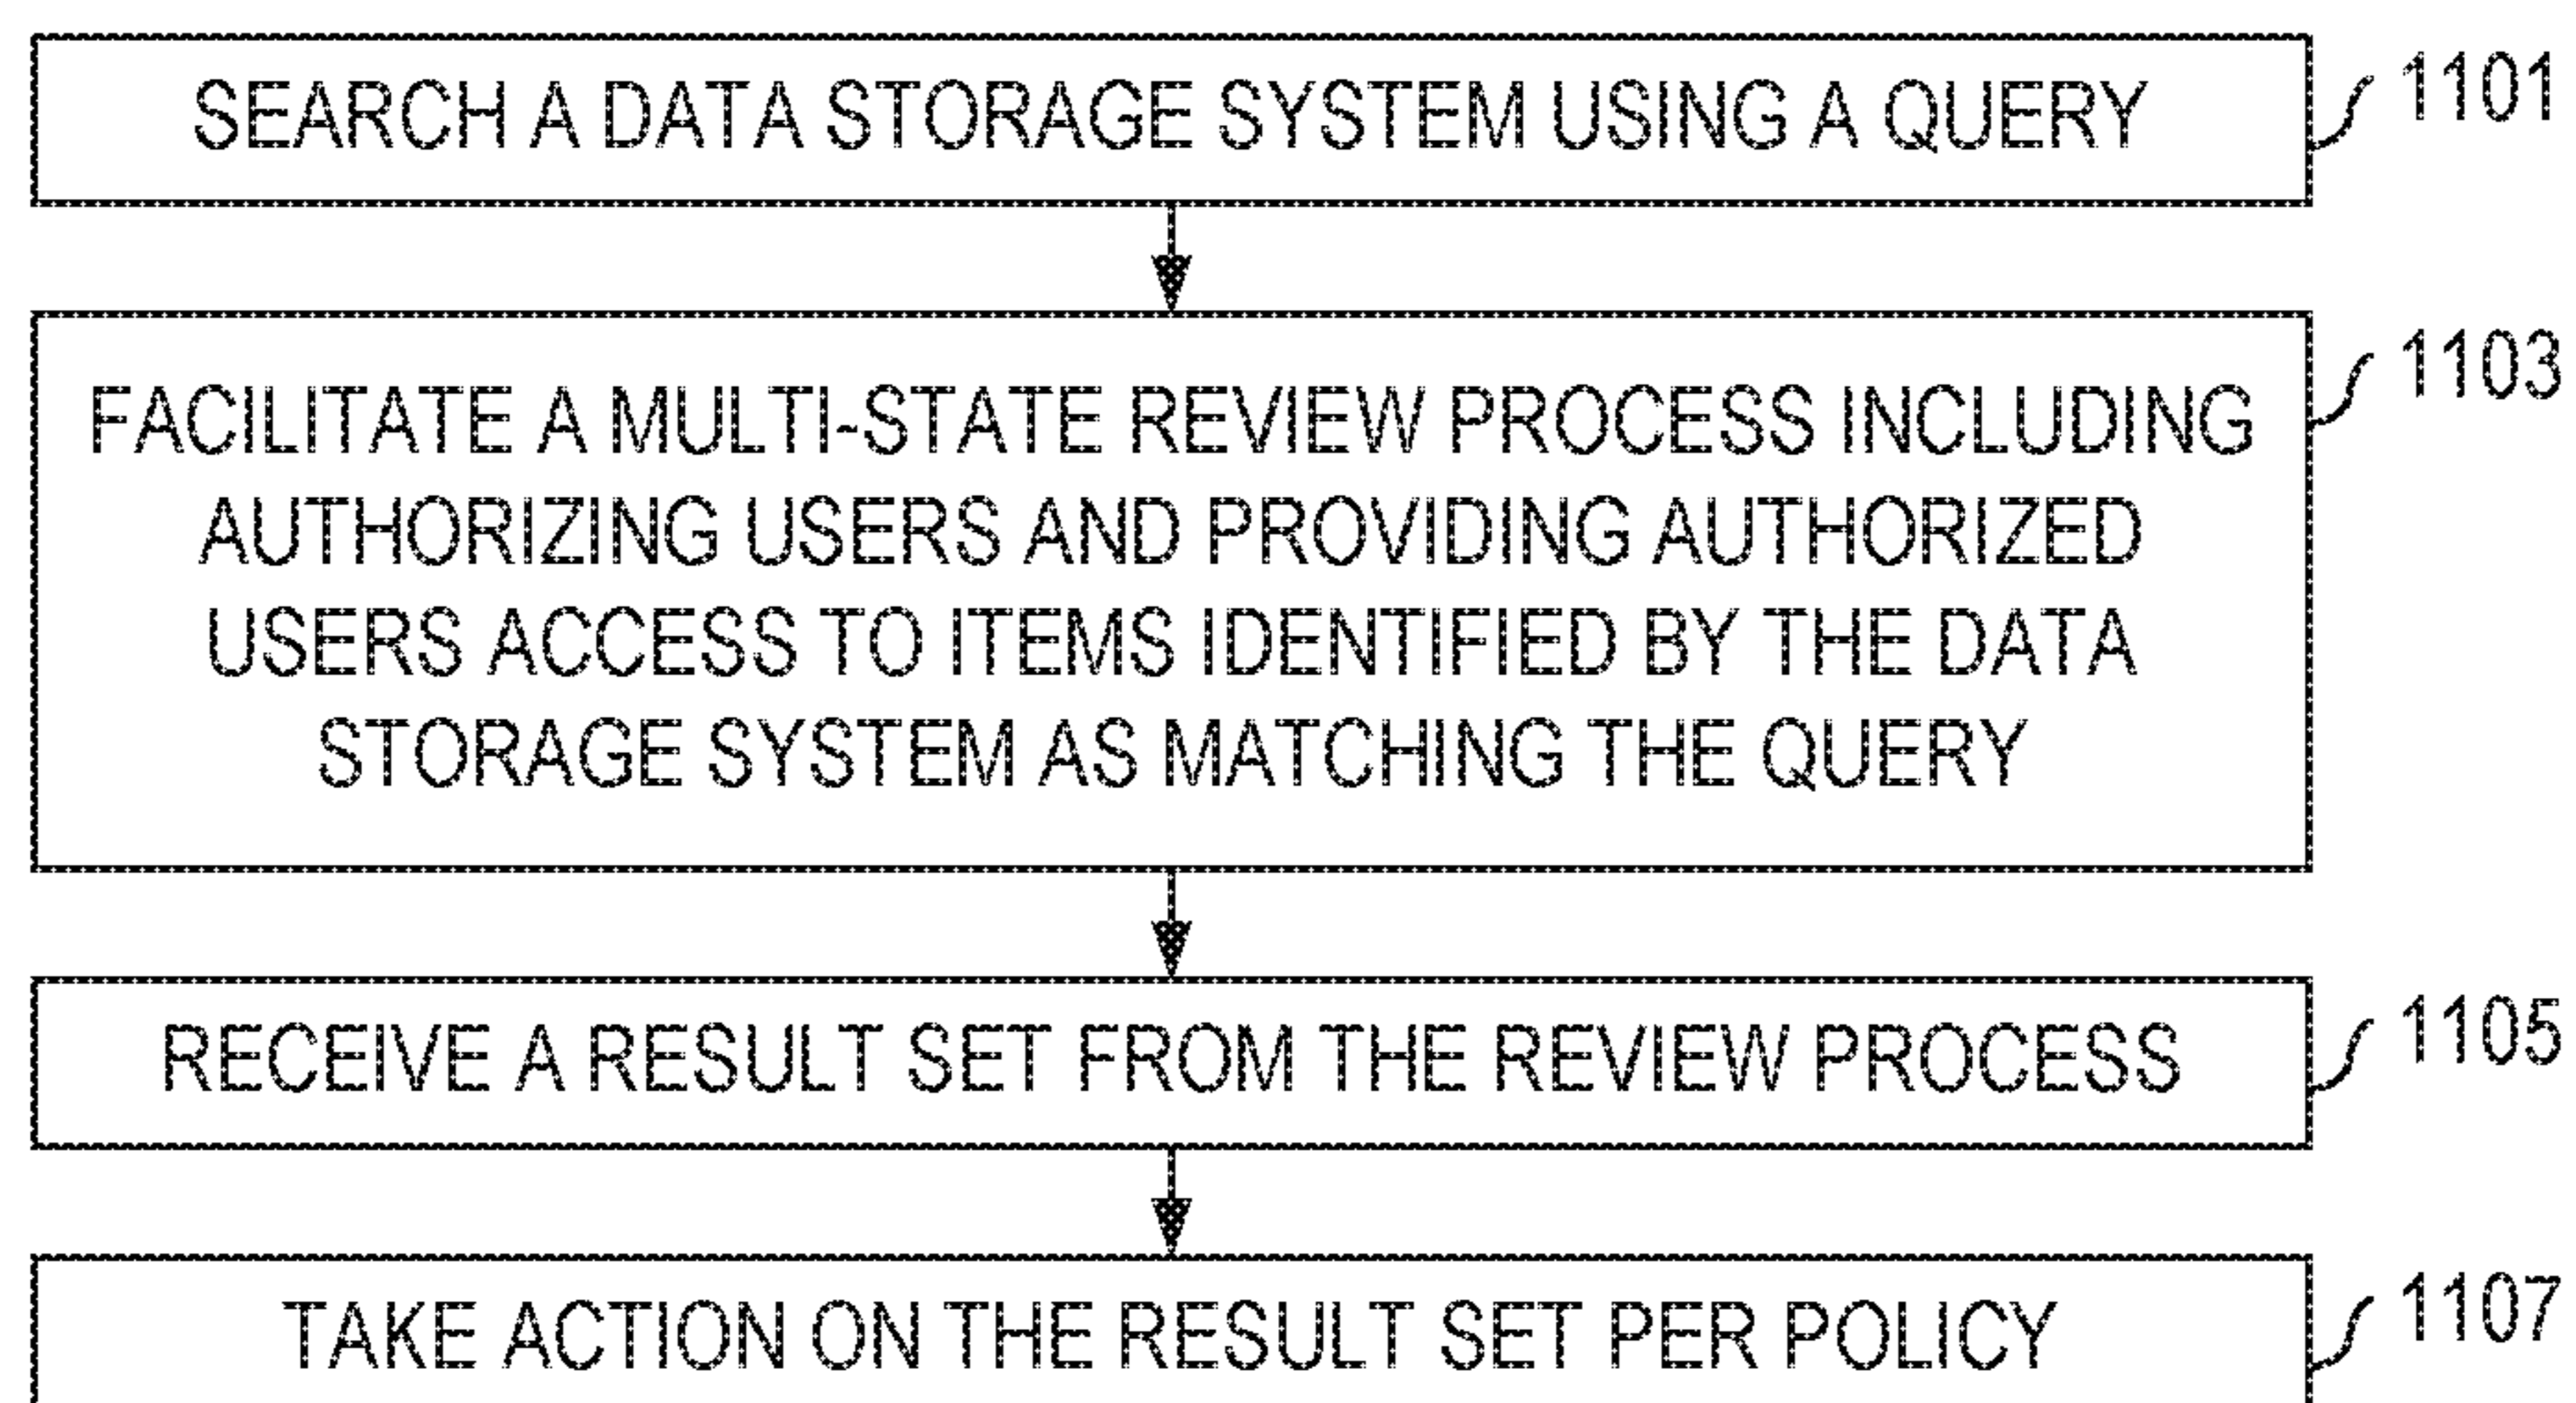 SEARCH A DATA STORAGE SYSTEM USING A QUERY
1101
FACILITATE A MULTI-STATE REVIEW PROCESS INCLUDING
AUTHORIZING USERS AND PROVIDING AUTHORIZED
USERS ACCESS TO ITEMS IDENTIFIED BY THE DATA
STORAGE SYSTEM AS MATCHING THE QUERY
1103
RECEIVE A RESULT SET FROM THE REVIEW PROCESS
1105
TAKE ACTION ON THE RESULT SET PER POLICY
1107